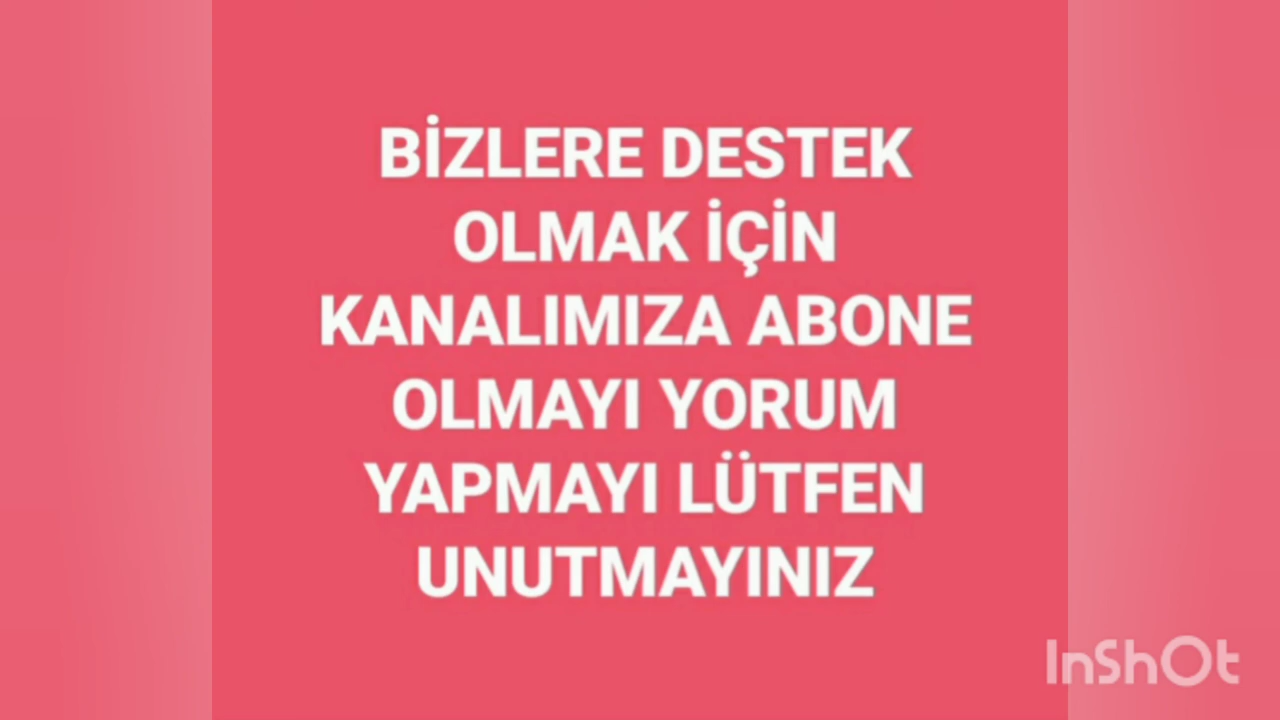 BİZLERE DESTEK
OLMAK İÇİN
KANALIMIZA ABONE
OLMAYI YORUM
YAPMAYI LÜTFEN
UNUTMAYINIZ
InShOt